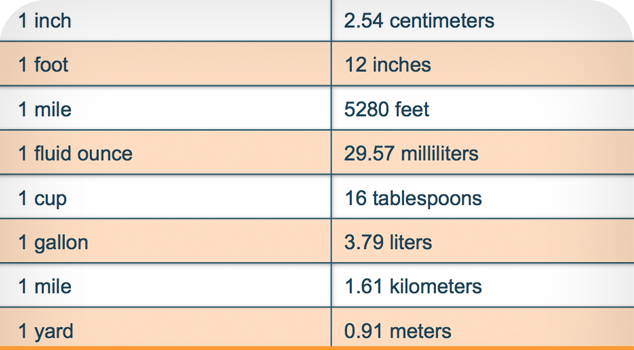 1 inch 2.54 centimeters
1 foot 12 inches
1 mile 5280 feet
1 fluid ounce 29.57 milliliters
1 cup 16 tablespoons
1 gallon 3.79 liters
1 mile 1.61 kilometers
1 yard 0.91 meters